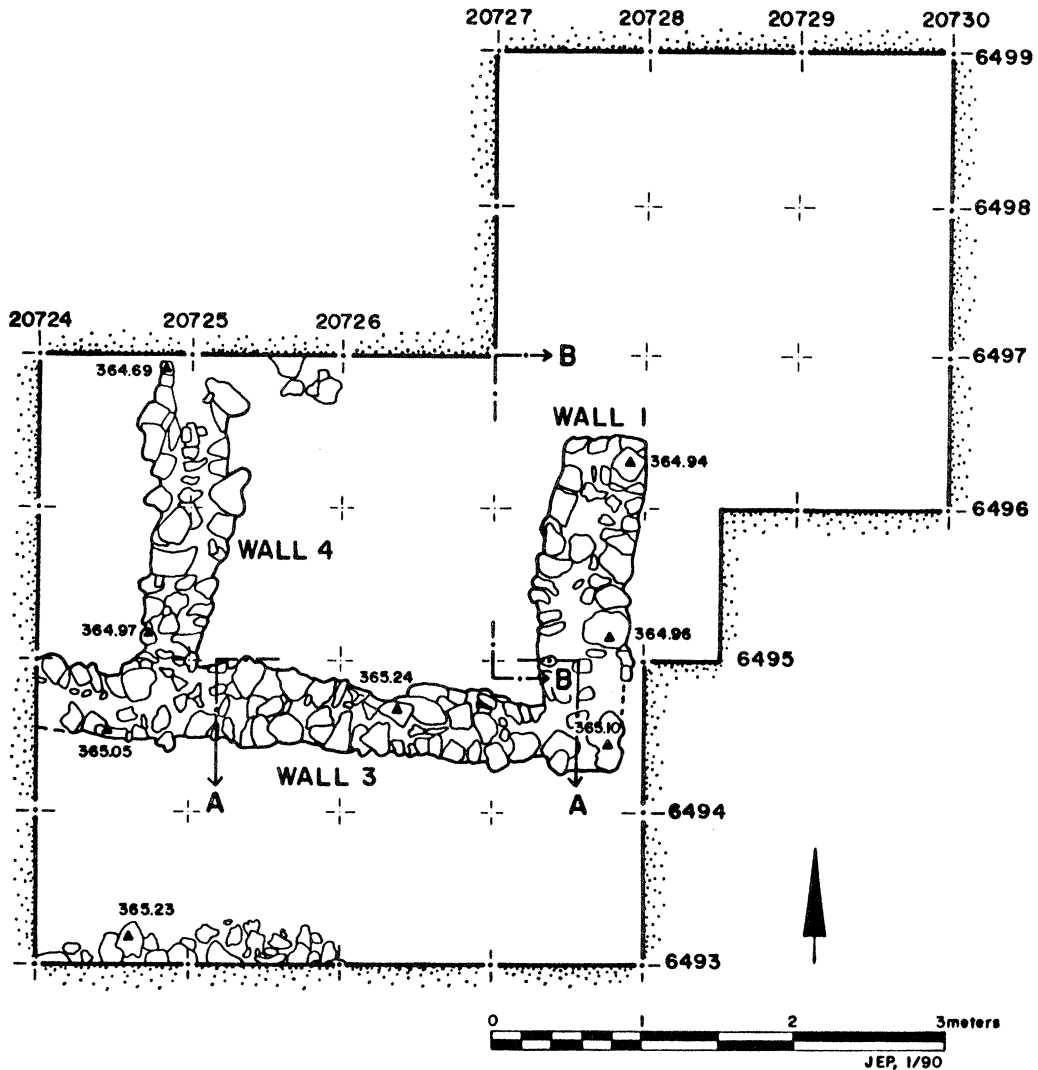 20727 20728 20729 20730
6499
6498
20724 20725 20726
364.69
B
6497
WALL 1
364.94
6496
WALL 4
364.97
364.96
6495
365.24
B
365.10
365.05
WALL 3
A
A
6494
365.23
6493
0 1 2 3meters
JEP, 1/90